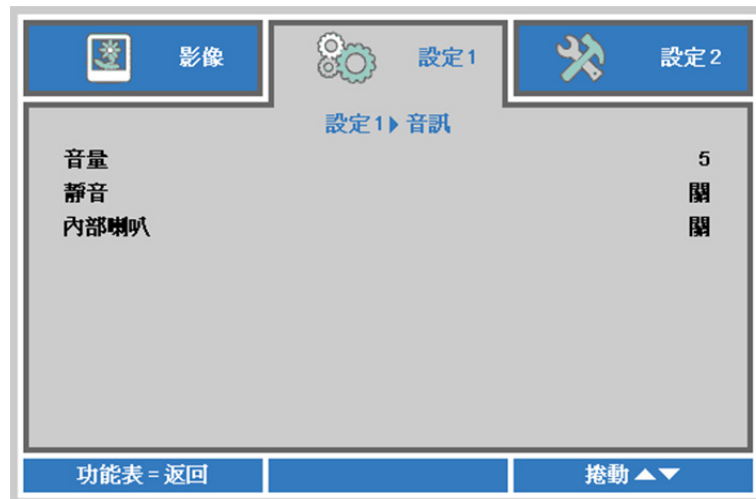 影像 設定1 設定2
設定1▶音訊
音量 5
靜音 關
內部喇叭 關
功能表 = 返回 捲動▲▼